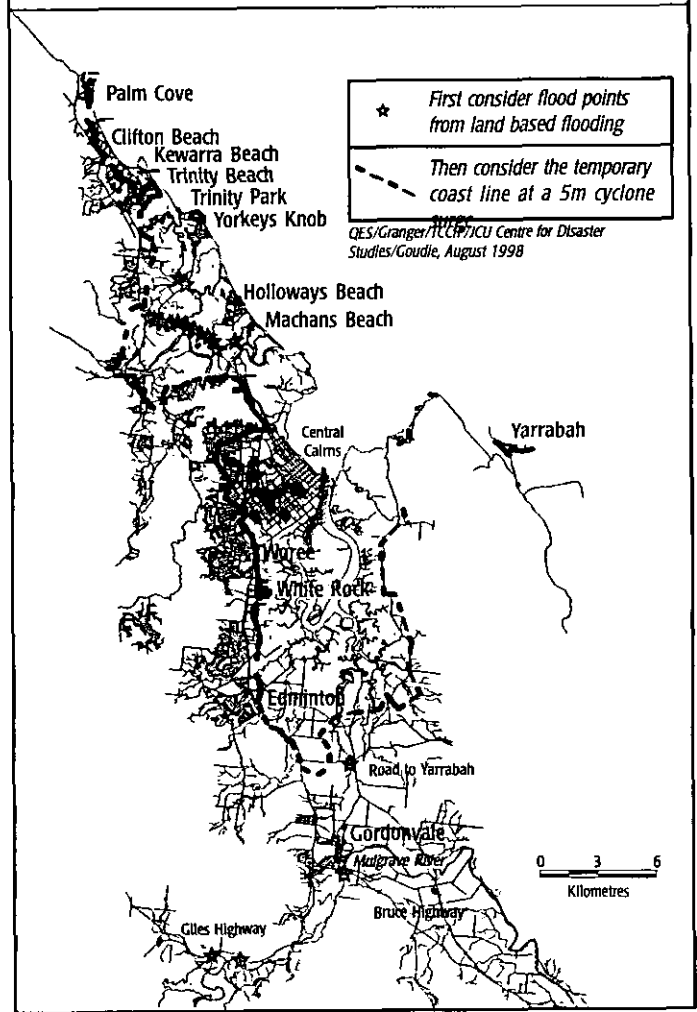 Palm Cove
First consider flood points
from land based flooding
Then consider the temporary
coast line at a 5m cyclone
surge
QES/Granger/TCCIP/JCU Centre for Disaster
Studies/Goudie, August 1998
Clifton Beach
Kewarra Beach
Trinity Beach
Trinity Park
Yorkeys Knob
Holloways Beach
Machans Beach
Central
Cairns
Yarrabah
Woree
White Rock
Edminton
Road to Yarrabah
Gordonvale
Mulgrave River
Bruce Highway
Giles Highway
0 3 6
Kilometres